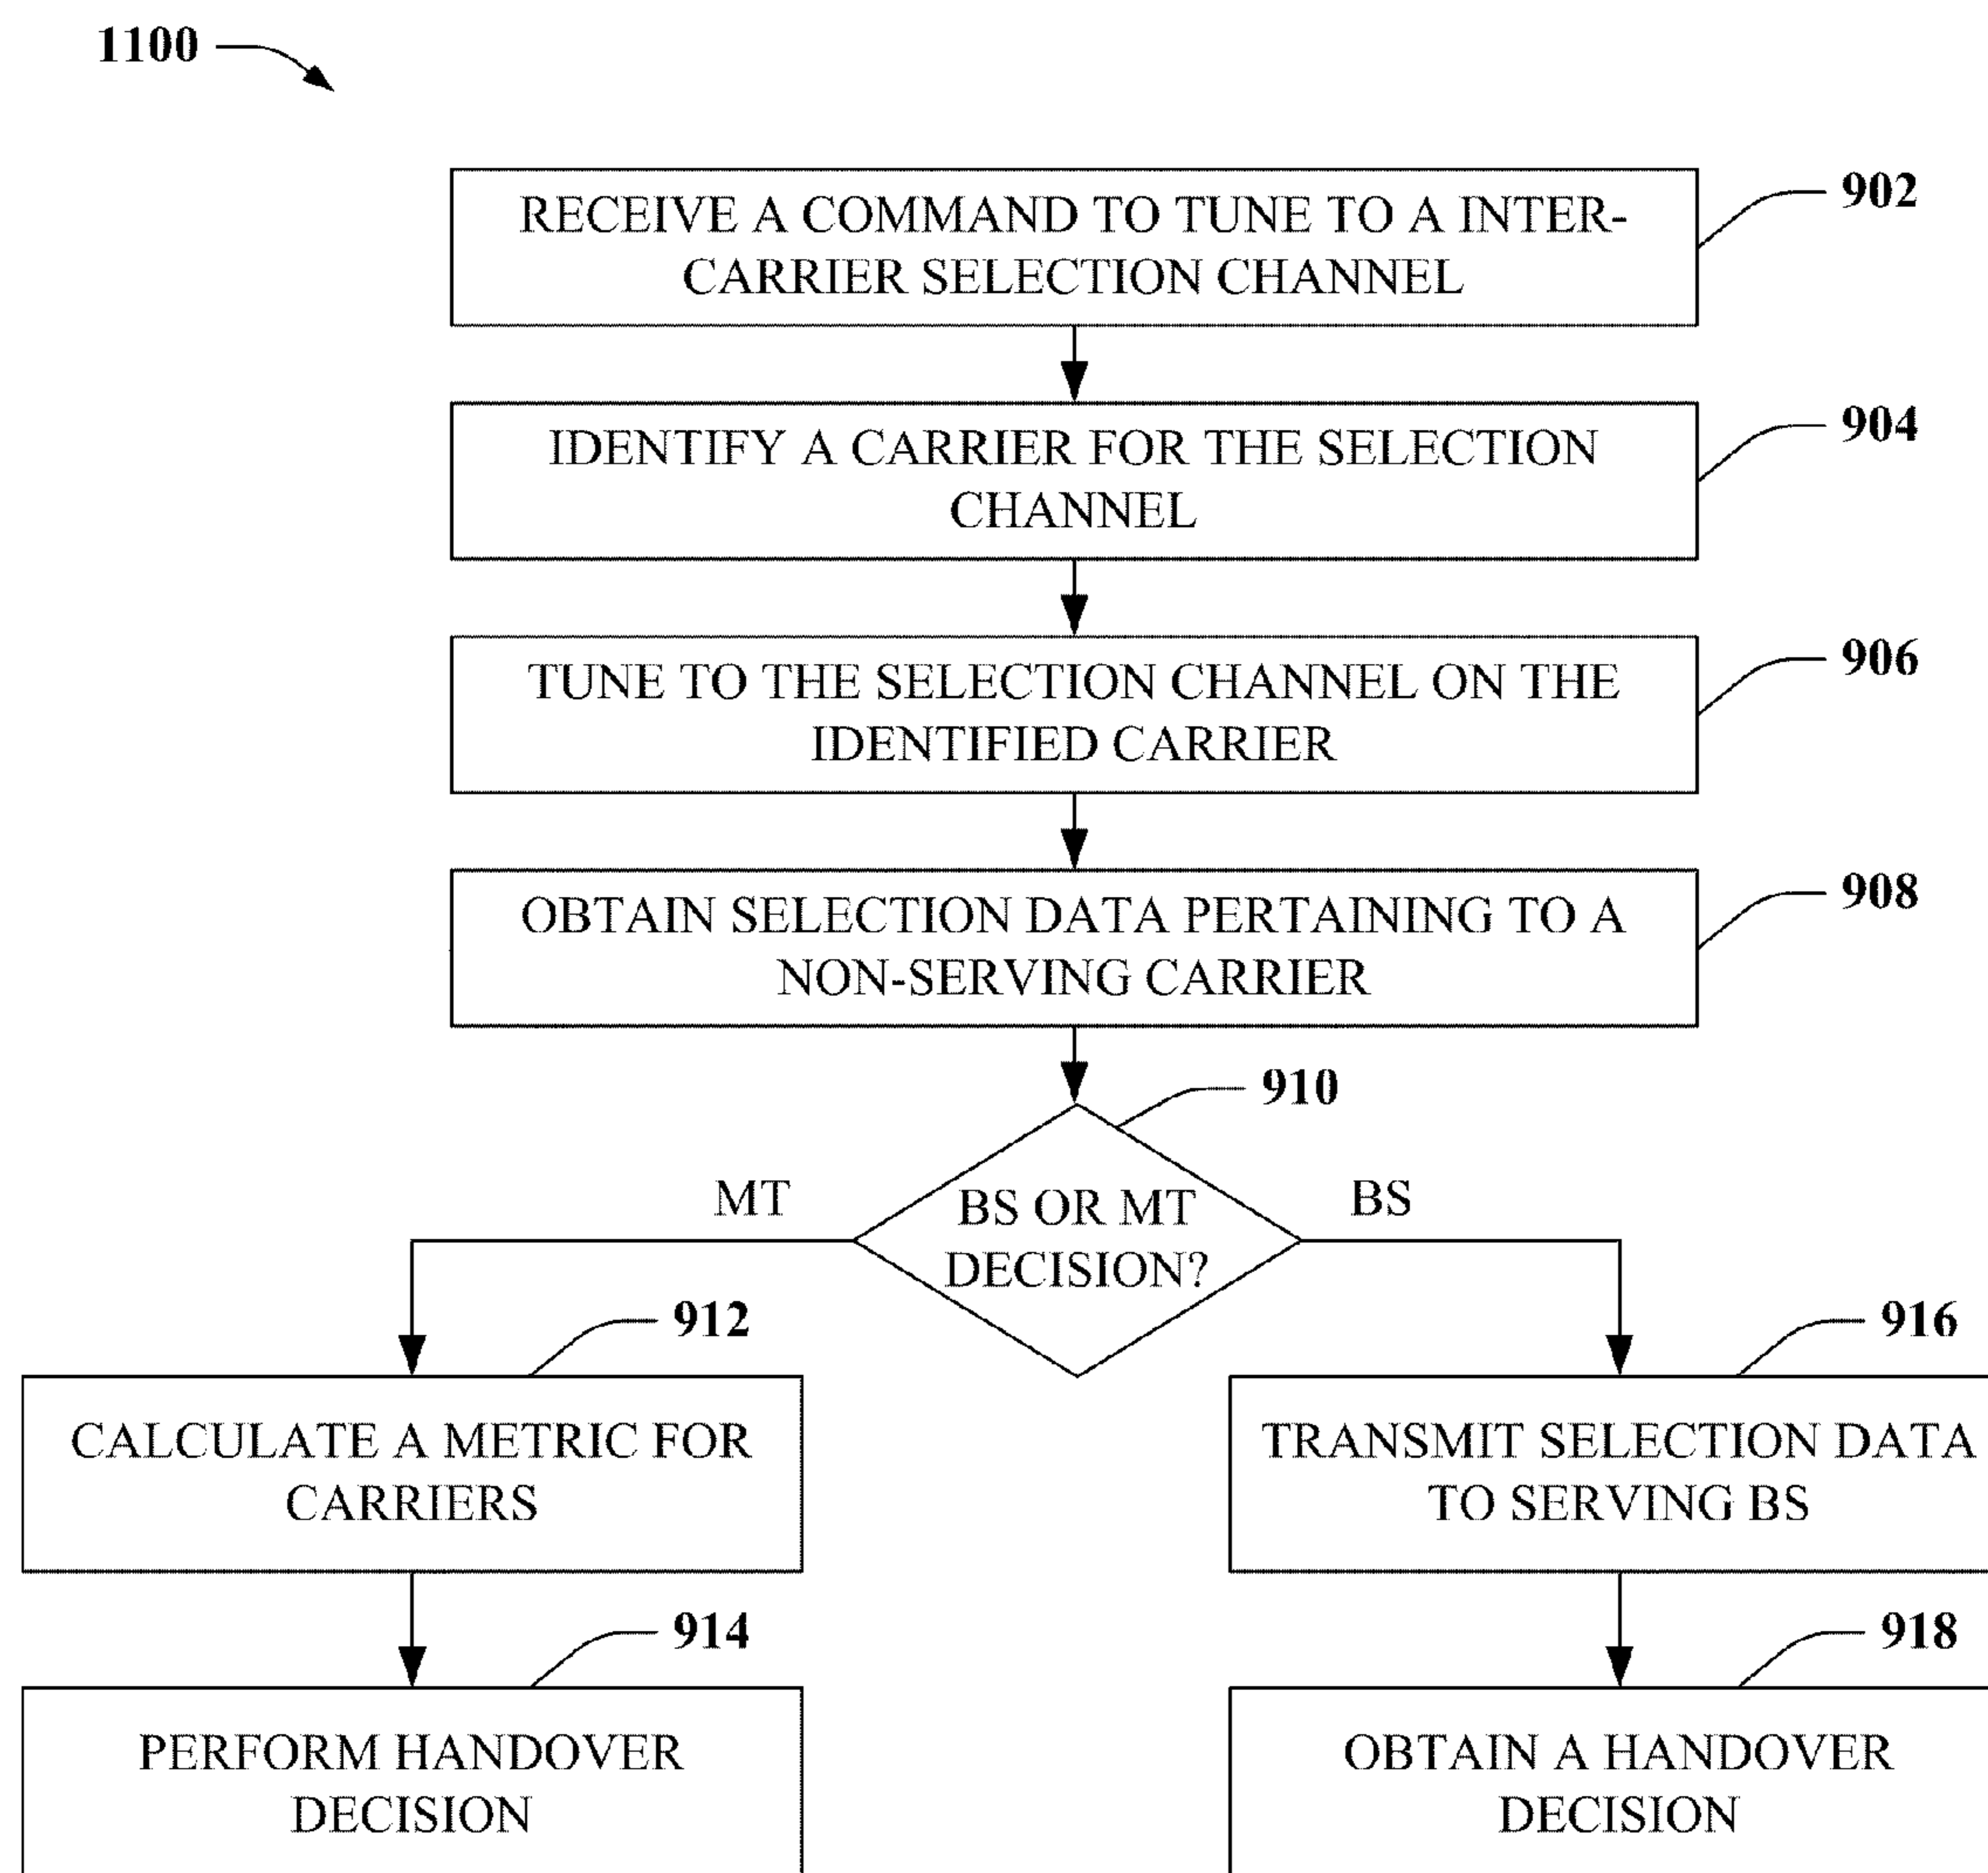 1100
RECEIVE A COMMAND TO TUNE TO A INTER-
CARRIER SELECTION CHANNEL
902
IDENTIFY A CARRIER FOR THE SELECTION
CHANNEL
904
TUNE TO THE SELECTION CHANNEL ON THE
IDENTIFIED CARRIER
906
OBTAIN SELECTION DATA PERTAINING TO A
NON-SERVING CARRIER
908
910
BS OR MT
DECISION?
MT
BS
912
CALCULATE A METRIC FOR
CARRIERS
916
TRANSMIT SELECTION DATA
TO SERVING BS
914
PERFORM HANDOVER
DECISION
918
OBTAIN A HANDOVER
DECISION